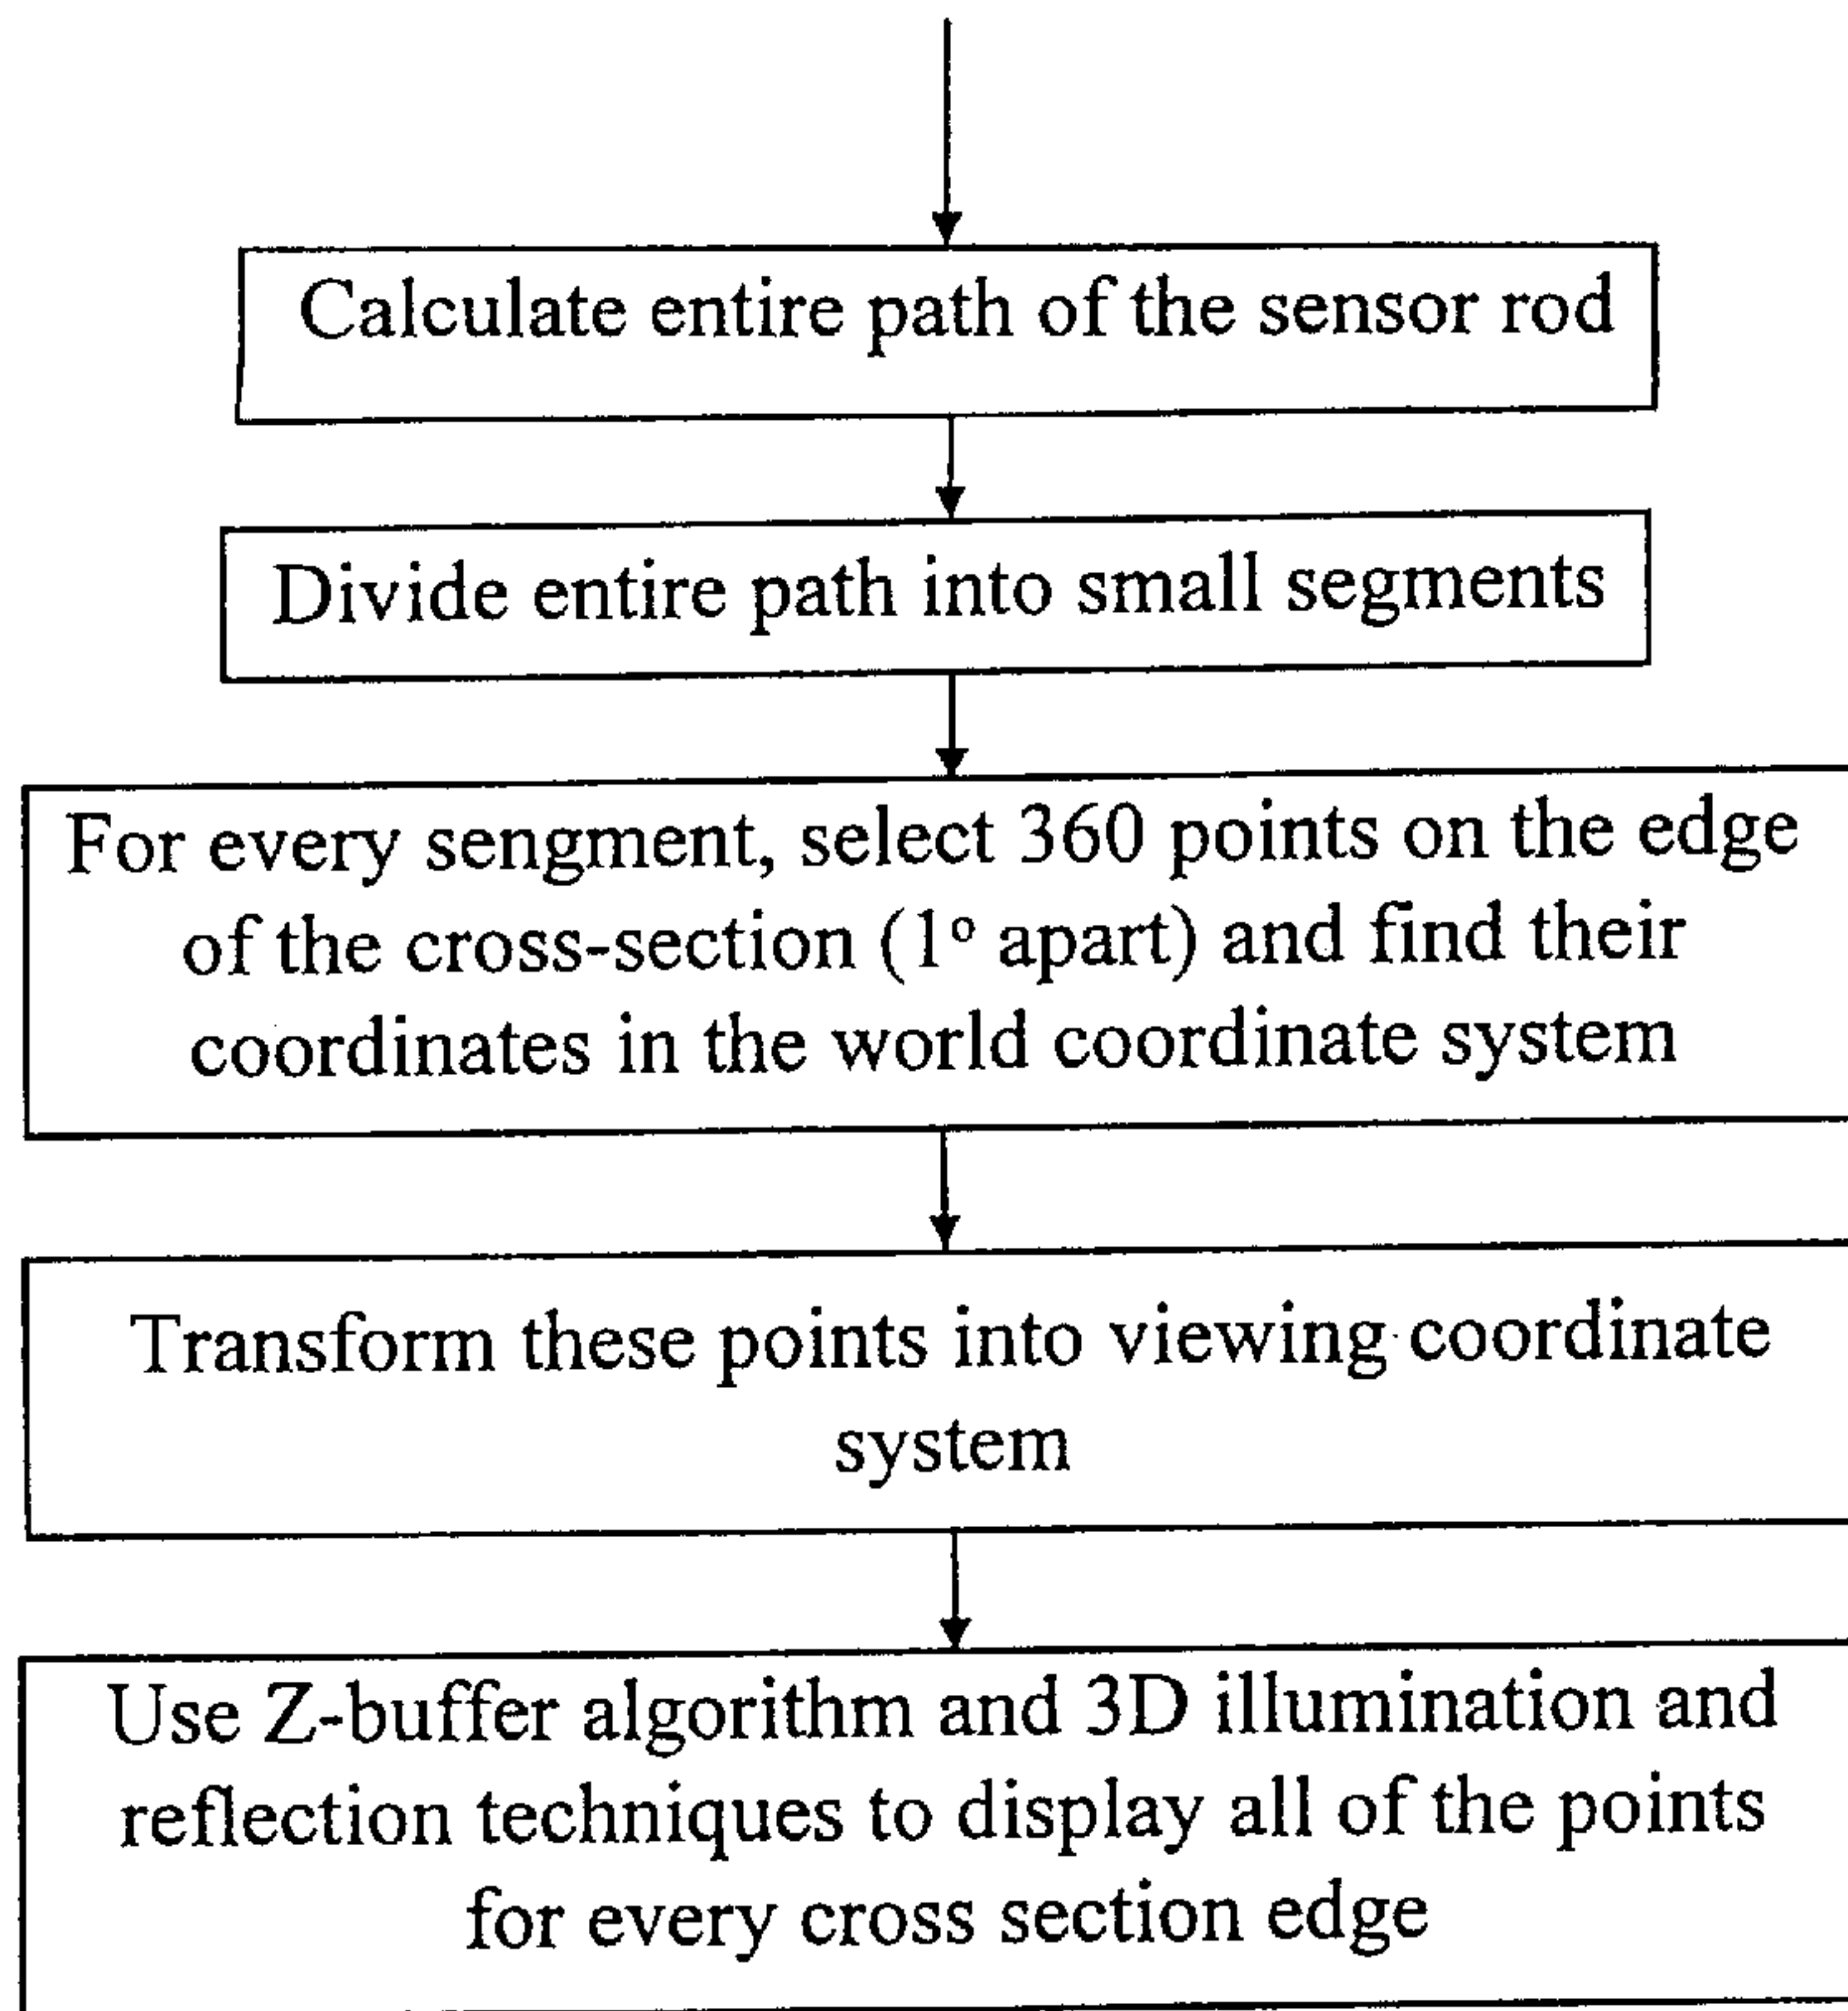 Calculate entire path of the sensor rod
Divide entire path into small segments
For every sengment, select 360 points on the edge
of the cross-section (1° apart) and find their
coordinates in the world coordinate system
Transform these points into viewing coordinate
system
Use Z-buffer algorithm and 3D illumination and
reflection techniques to display all of the points
for every cross section edge